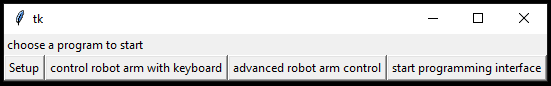 tk
choose a program to start
Setup control robot arm with keyboard advanced robot arm control start programming interface